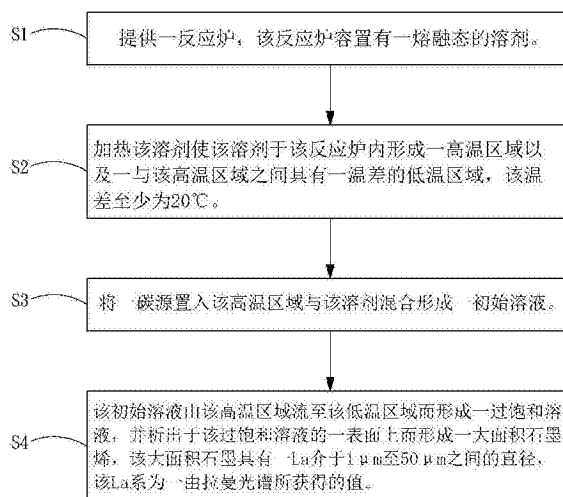 S1
提供一反应炉，该反应炉容置有一熔融态的溶剂。
S2
加热该溶剂使该溶剂于该反应炉内形成一高温区域以
及一与该高温区域之间具有一温差的低温区域，该温
差至少为20℃。
S3
将一碳源置入该高温区域与该溶剂混合形成一初始溶液。
S4
该初始溶液由该高温区域流至该低温区域而形成一过饱和溶
液，并析出于该过饱和溶液的一表面上而形成一大面积石墨
烯，该大面积石墨具有一La介于1μm至50μm之间的直径，
该La系为一由拉曼光谱所获得的值。